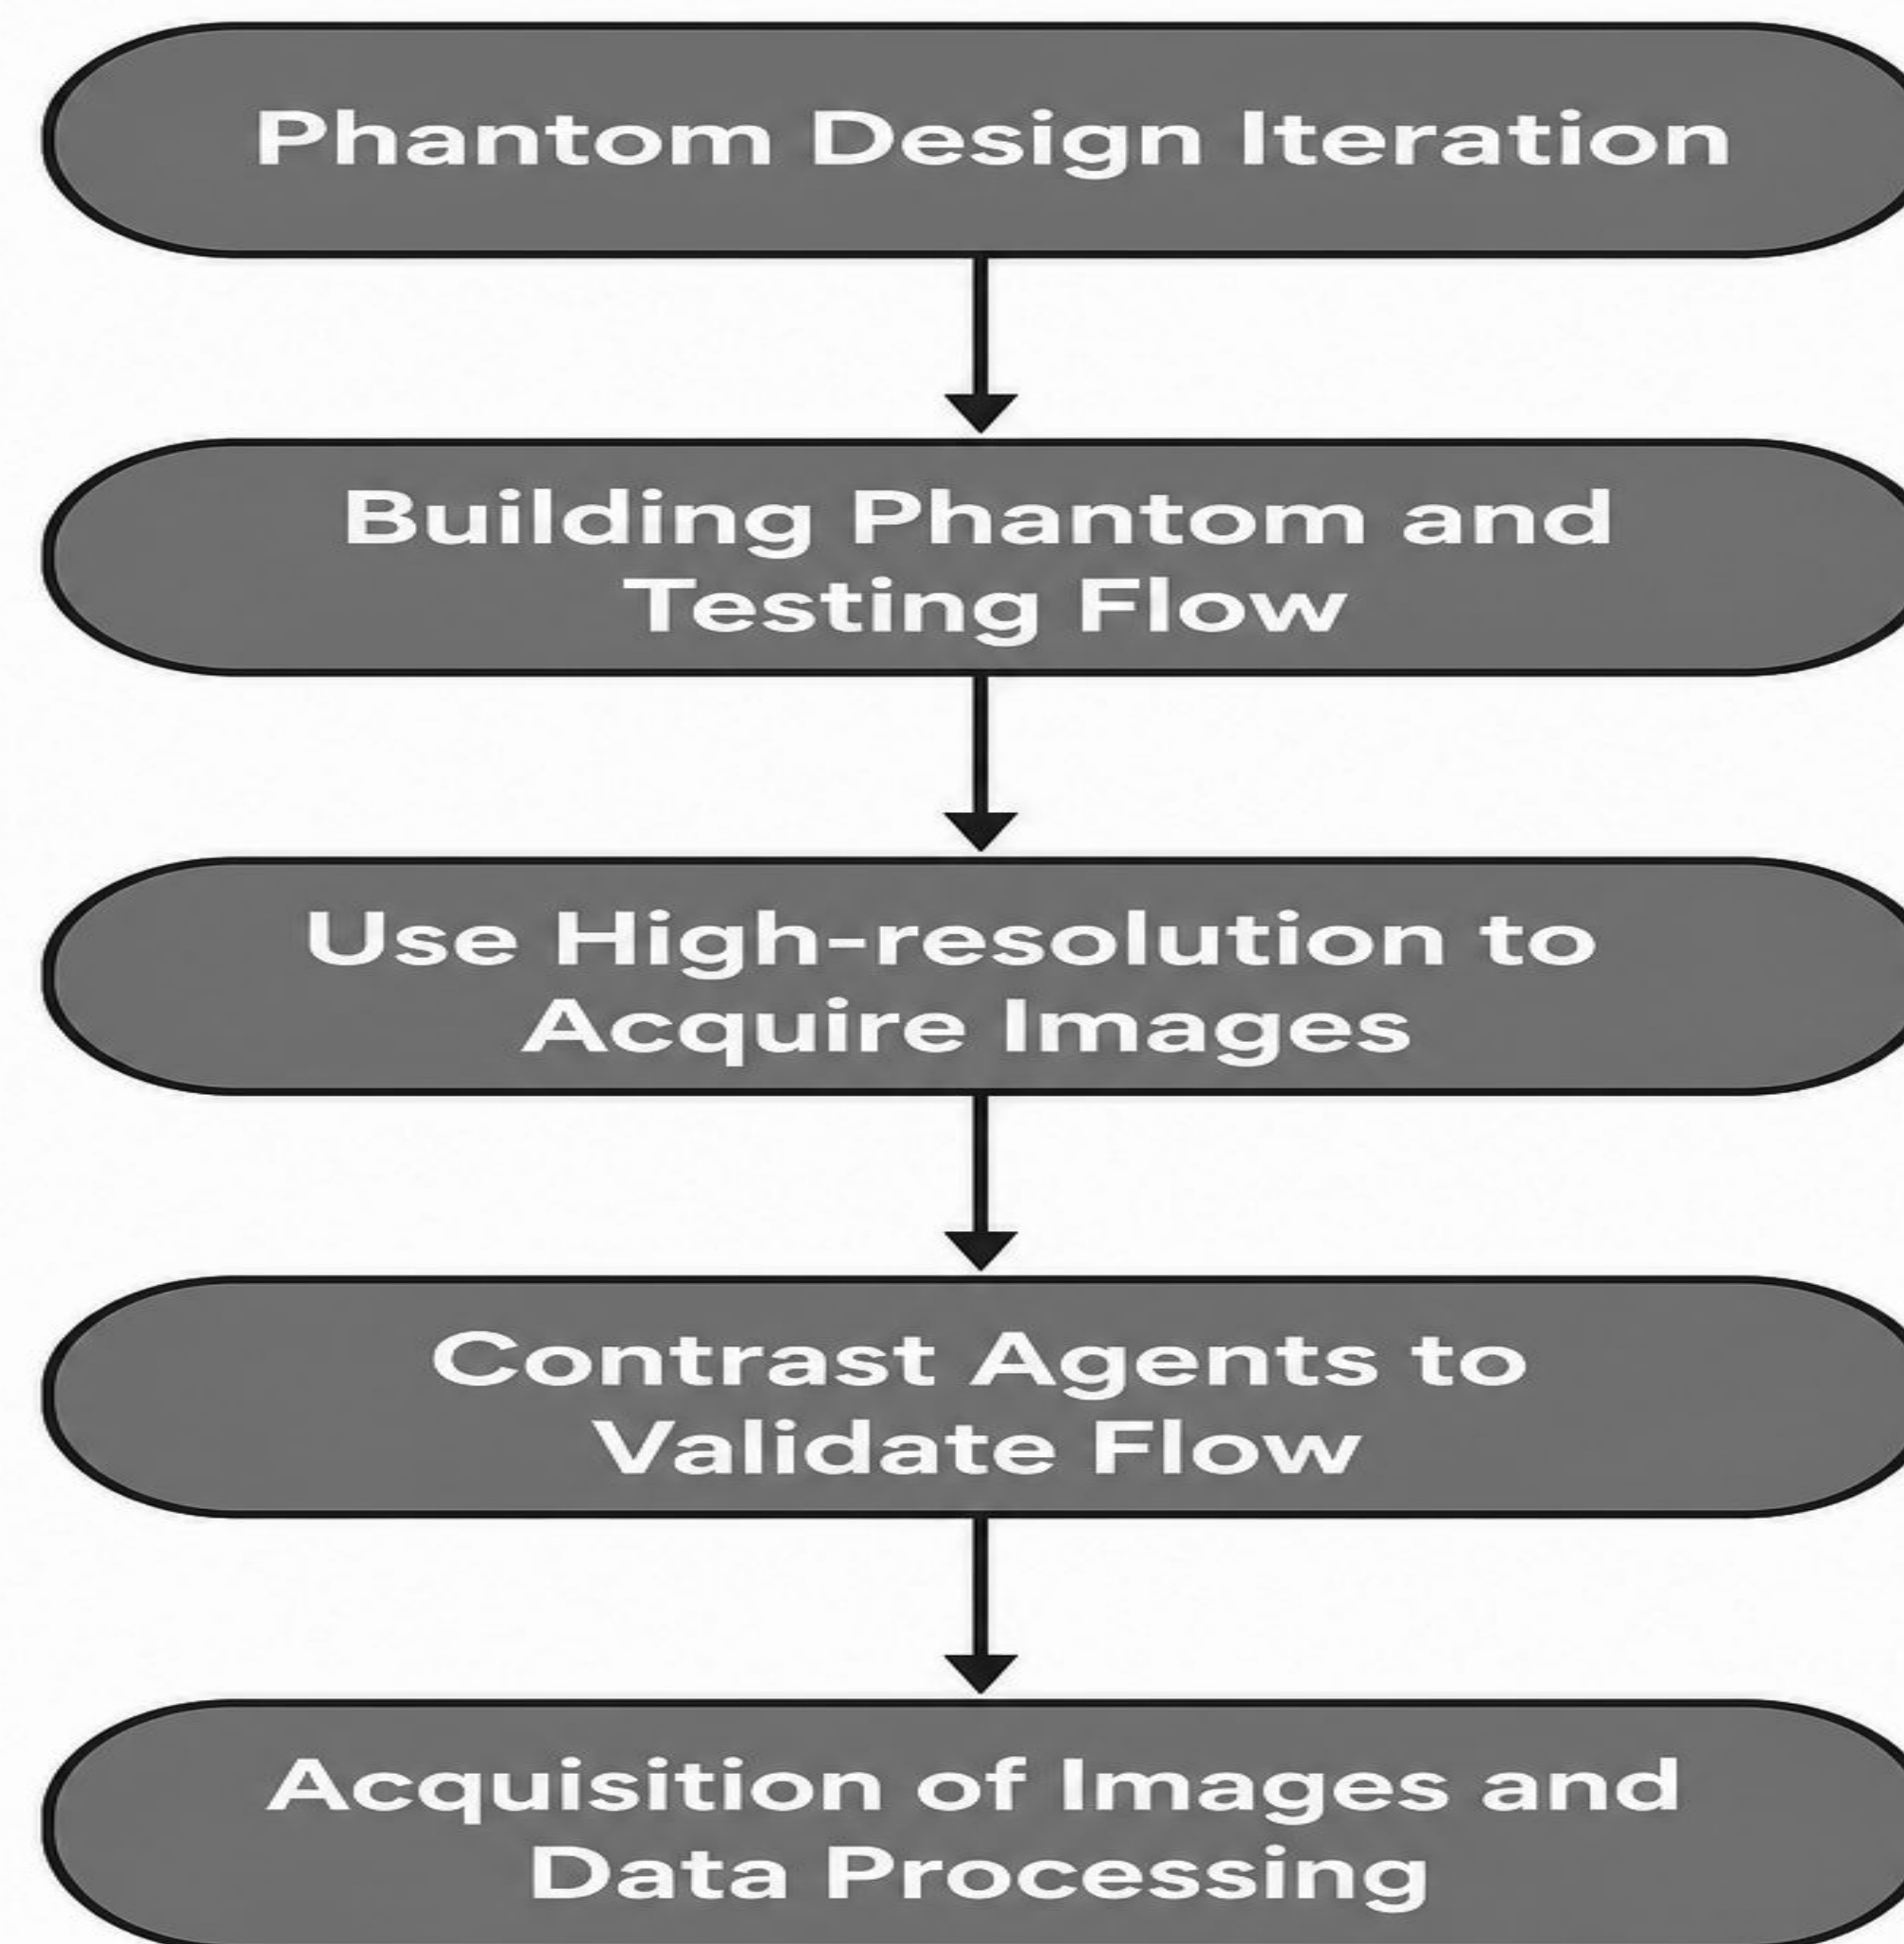 Phantom Design Iteration
Building Phantom and
Testing Flow
Use High-resolution to
Acquire Images
Contrast Agents to
Validate Flow
Acquisition of Images and
Data Processing